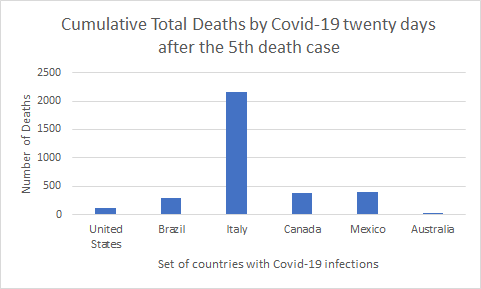 Cumulative Total Deaths by Covid-19 twenty days
after the 5th death case
Number of Deaths
2500
2000
1500
1000
500
0
United States
Brazil
Italy
Canada
Mexico
Australia
Set of countries with Covid-19 infections